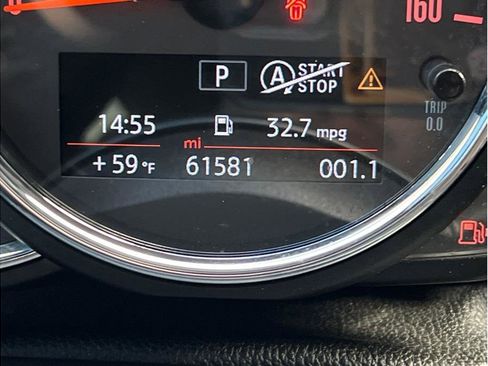 160
P A START
STOP
TRIP
0.0
14:55 32.7 mpg
mi
+59°F 61581 001.1